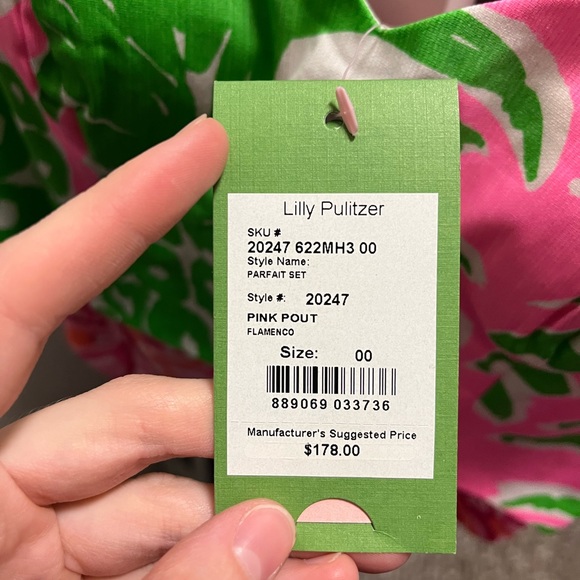 Lilly Pulitzer
SKU #
20247 622MH3 00
Style Name:
PARFAIT SET
Style #: 20247
PINK POUT
FLAMENCO
Size: 00
889069 033736
Manufacturer's Suggested Price
$178.00